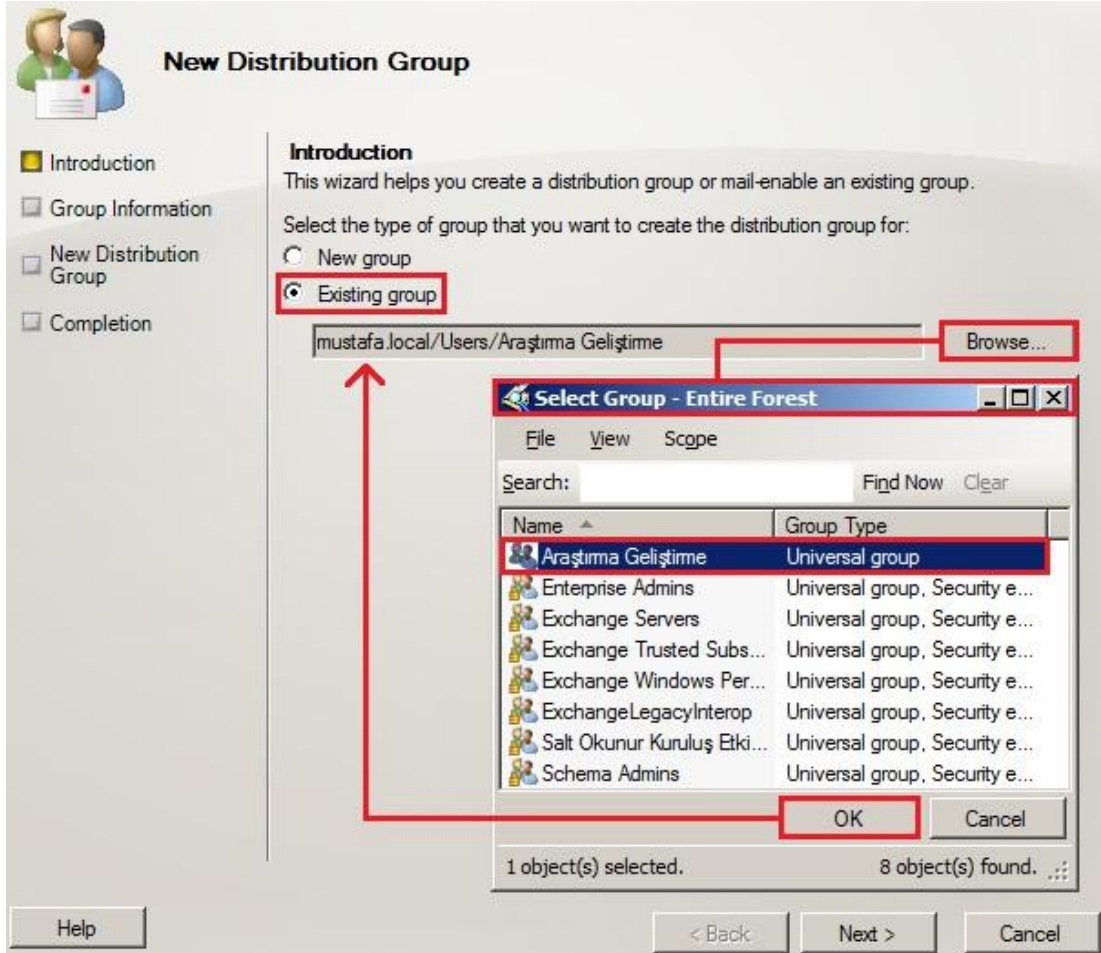 New Distribution Group
Introduction
Group Information
New Distribution
Group
Completion
Introduction
This wizard helps you create a distribution group or mail-enable an existing group.
Select the type of group that you want to create the distribution group for:
New group
Existing group
mustafa.local/Users/Araştırma Geliştirme
Browse...
Select Group - Entire Forest
File View Scope
Search: Find Now Clear
Name Group Type
Araştırma Geliştirme Universal group
Enterprise Admins Universal group, Security e...
Exchange Servers Universal group, Security e...
Exchange Trusted Subs... Universal group, Security e...
Exchange Windows Per... Universal group, Security e...
ExchangeLegacyInterop Universal group, Security e...
Salt Okunur Kuruluş Etki... Universal group, Security e...
Schema Admins Universal group, Security e...
OK Cancel
1 object(s) selected. 8 object(s) found.
Help < Back Next > Cancel